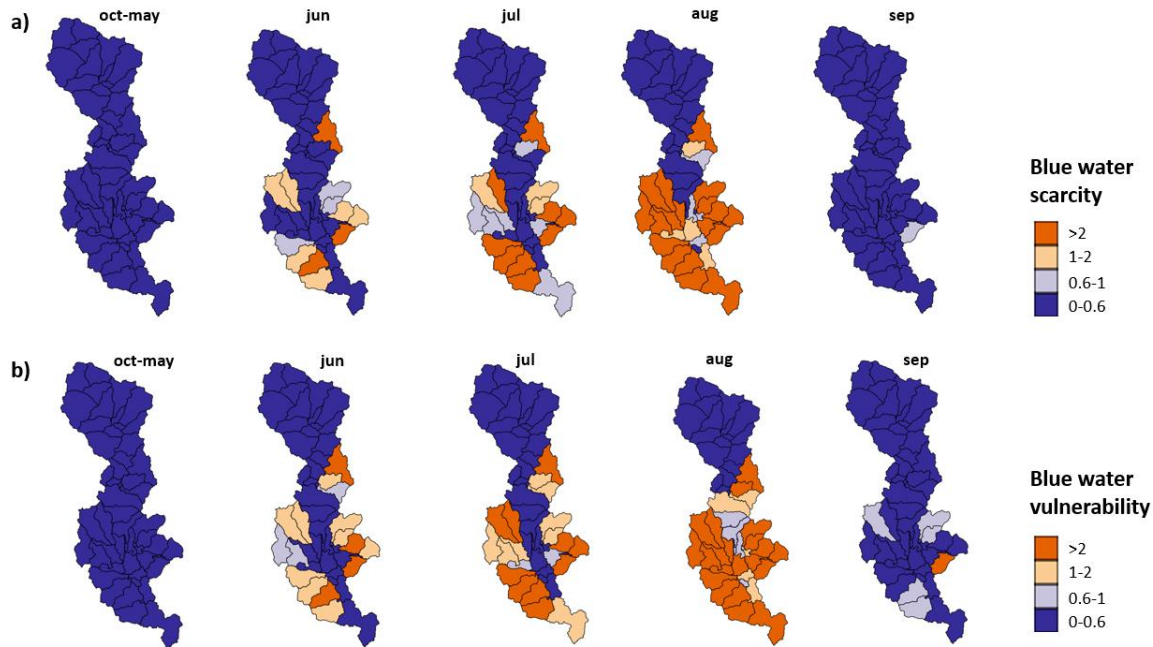 a)
oct-may
jun
jul
aug
sep
Blue water
scarcity
>2
1-2
0.6-1
0-0.6
b)
oct-may
jun
jul
aug
sep
Blue water
vulnerability
>2
1-2
0.6-1
0-0.6